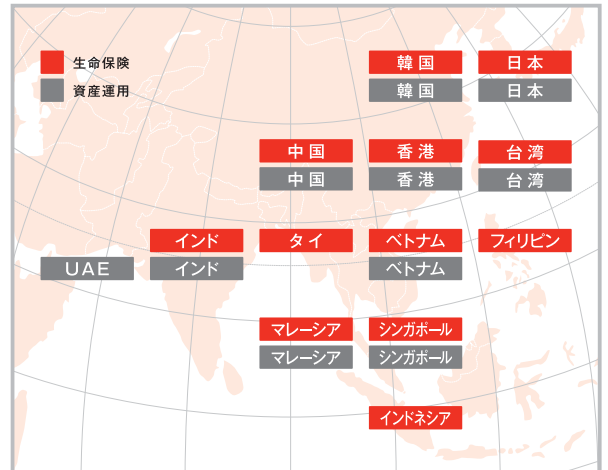 生命保険
資産運用
韓国 日本
韓国 日本
中国 香港 台湾
中国 香港 台湾
インド タイ ベトナム フィリピン
UAE インド ベトナム
マレーシア シンガポール
マレーシア シンガポール
インドネシア